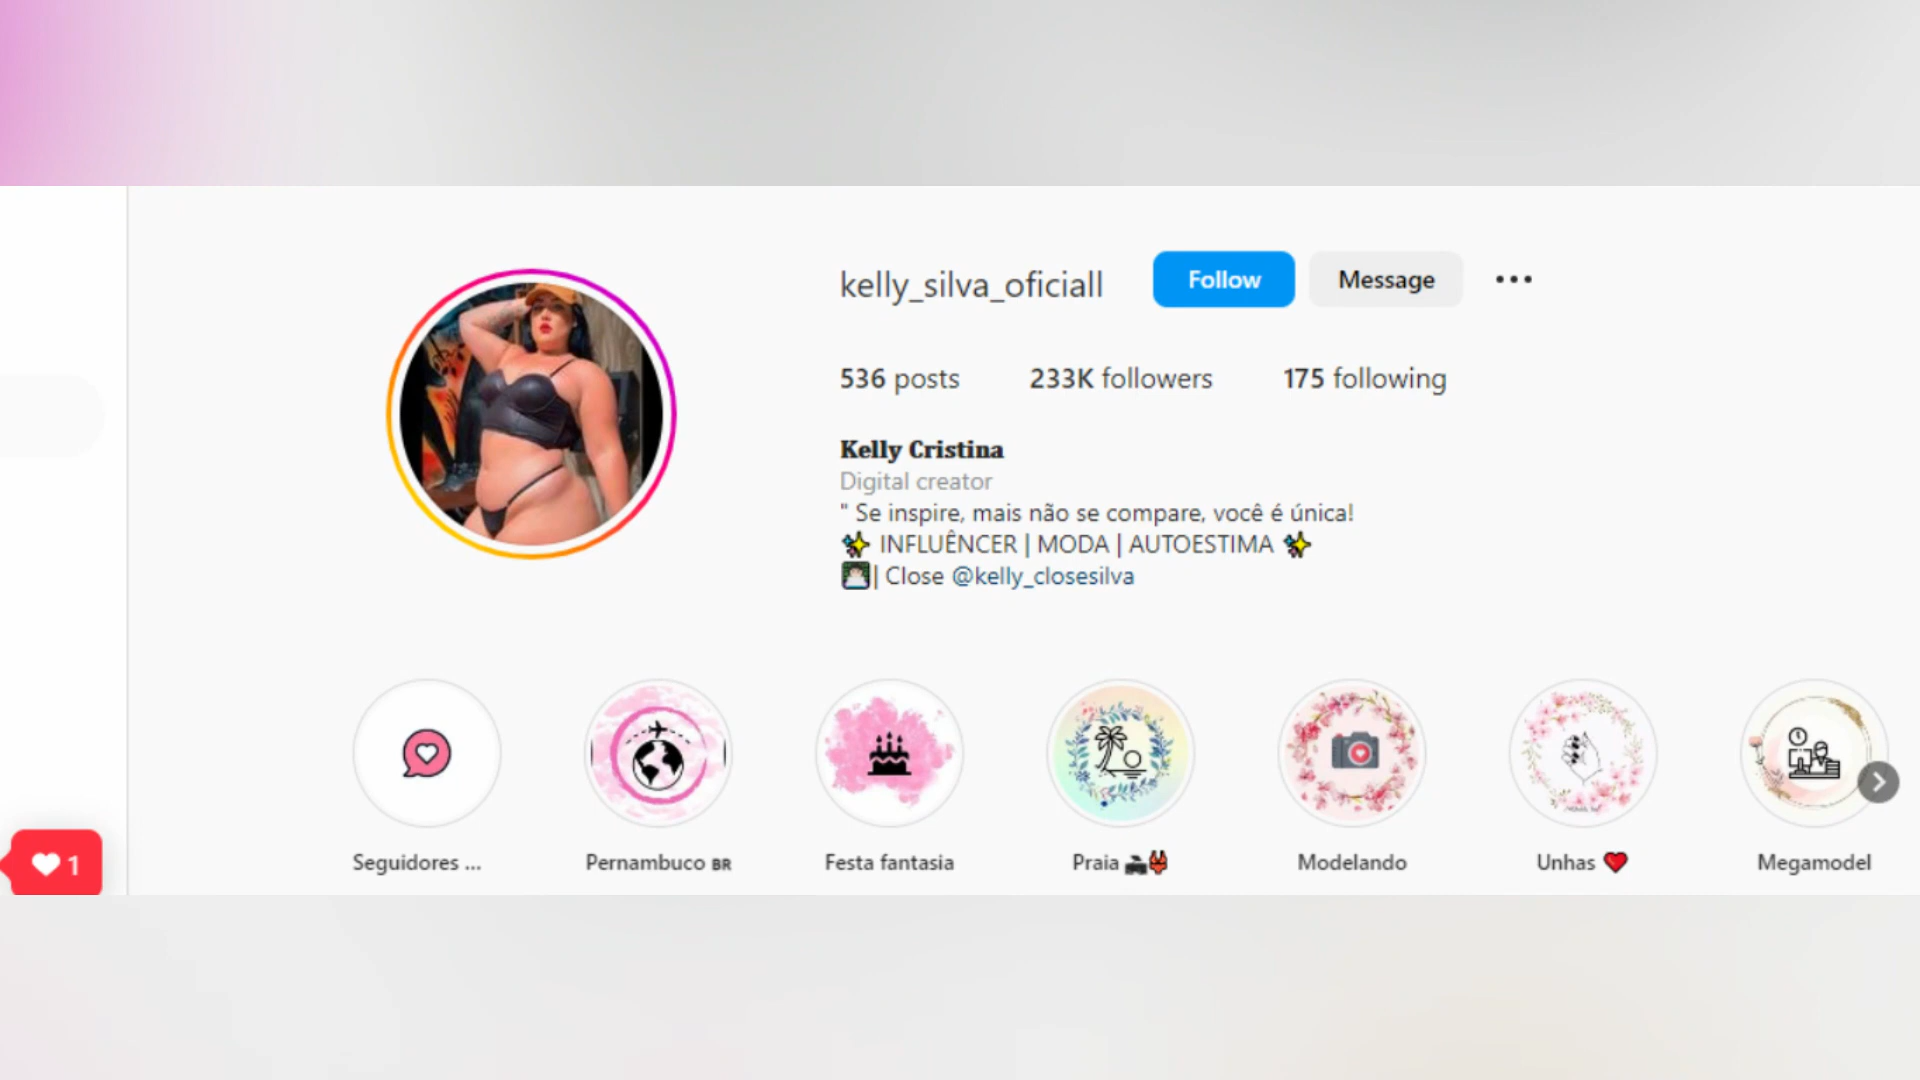 kelly_silva_oficiall
Follow
Message
536 posts
233K followers
175 following
Kelly Cristina
Digital creator
" Se inspire, mais não se compare, você é única!
✨ INFLUÊNCER | MODA | AUTOESTIMA ✨
| Close @kelly_closesilva
Seguidores ...
Pernambuco BR
Festa fantasia
Praia
Modelando
Unhas ❤️
Megamodel
1